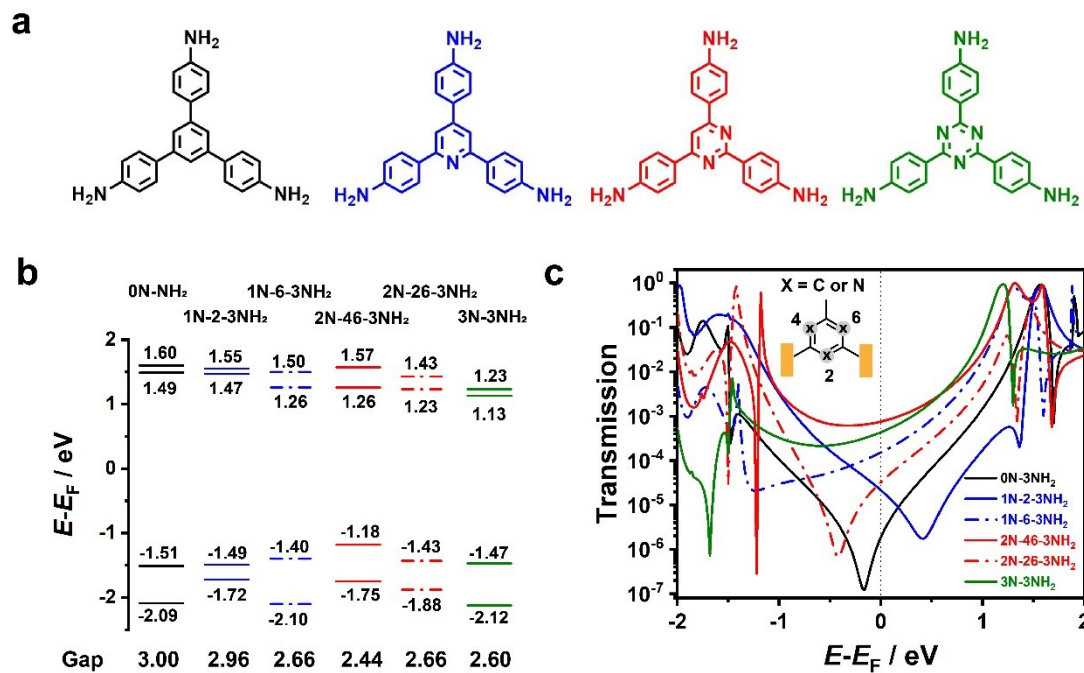 a
NH₂
NH₂
NH₂
NH₂
H₂N
NH₂
N
H₂N
NH₂
N
N
H₂N
NH₂
N
N
N
H₂N
NH₂
b
1N-6-3NH₂
2N-26-3NH₂
0N-NH₂
2N-46-3NH₂
3N-3NH₂
1N-2-3NH₂
2
1.60
1.55
1.50
1.57
1.43
1.23
1.49
1.47
1.26
1.26
1.23
1.13
1
0
-1
-2
E-E_F / eV
-1.51
-1.49
-1.40
-1.18
-1.43
-1.47
-2.09
-1.72
-2.10
-1.75
-1.88
-2.12
Gap
3.00
2.96
2.66
2.44
2.66
2.60
c
X = C or N
4
6
x
x
x
2
10⁰
10⁻¹
10⁻²
10⁻³
10⁻⁴
10⁻⁵
10⁻⁶
10⁻⁷
Transmission
0N-3NH₂
1N-2-3NH₂
1N-6-3NH₂
2N-46-3NH₂
2N-26-3NH₂
3N-3NH₂
-2
-1
0
1
2
E-E_F / eV